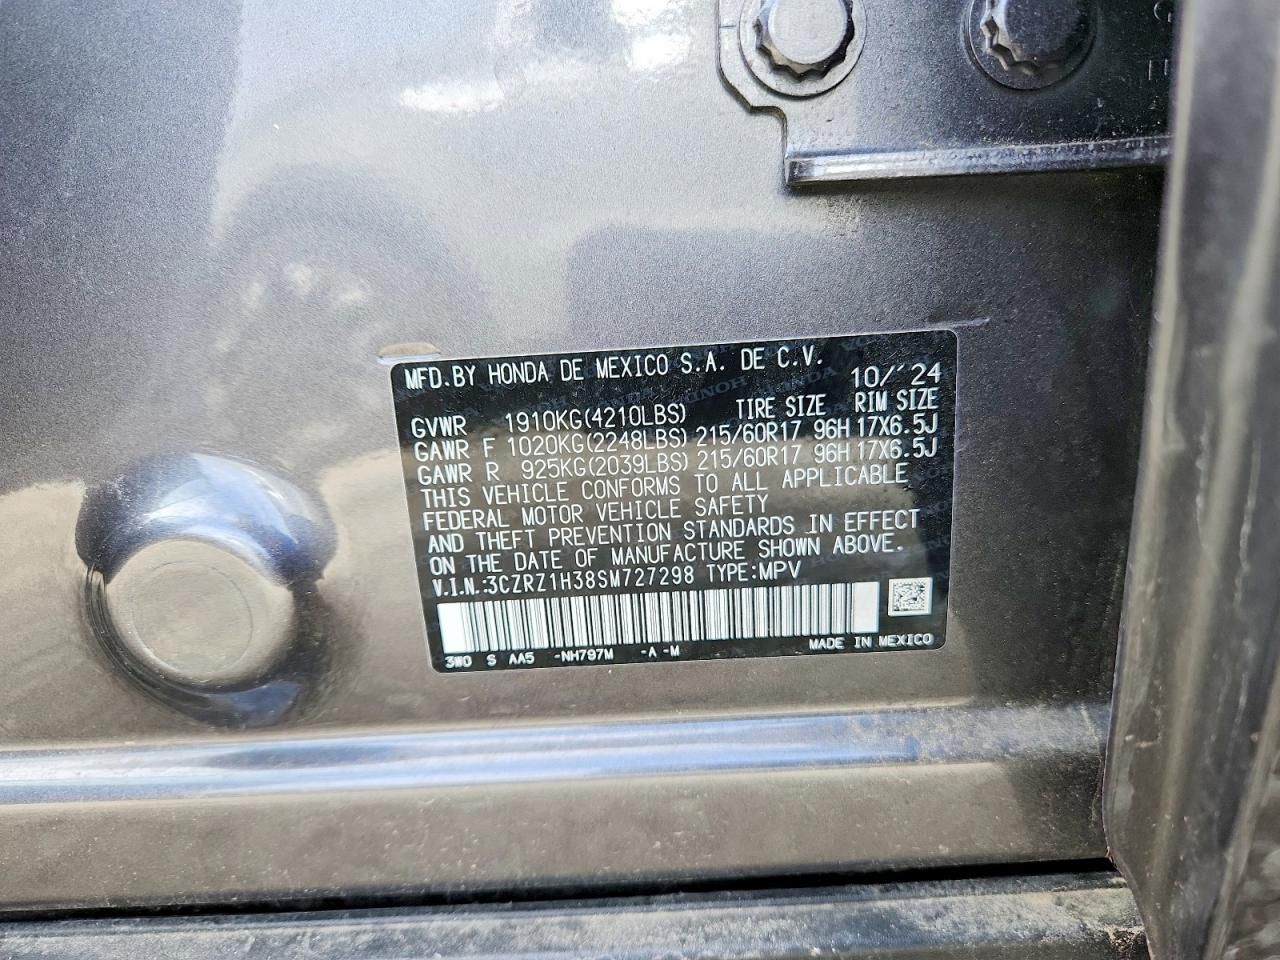 MFD.BY HONDA DE MEXICO S.A. DE C.V.
10/´24
GVWR 1910KG(4210LBS) TIRE SIZE RIM SIZE
GAWR F 1020KG(2248LBS) 215/60R17 96H 17X6.5J
GAWR R 925KG(2039LBS) 215/60R17 96H 17X6.5J
THIS VEHICLE CONFORMS TO ALL APPLICABLE
FEDERAL MOTOR VEHICLE SAFETY
AND THEFT PREVENTION STANDARDS IN EFFECT
ON THE DATE OF MANUFACTURE SHOWN ABOVE.
V.I.N.:3CZRZ1H38SM727298 TYPE:MPV
3W0 S AA5 -NH797M -A -M MADE IN MEXICO